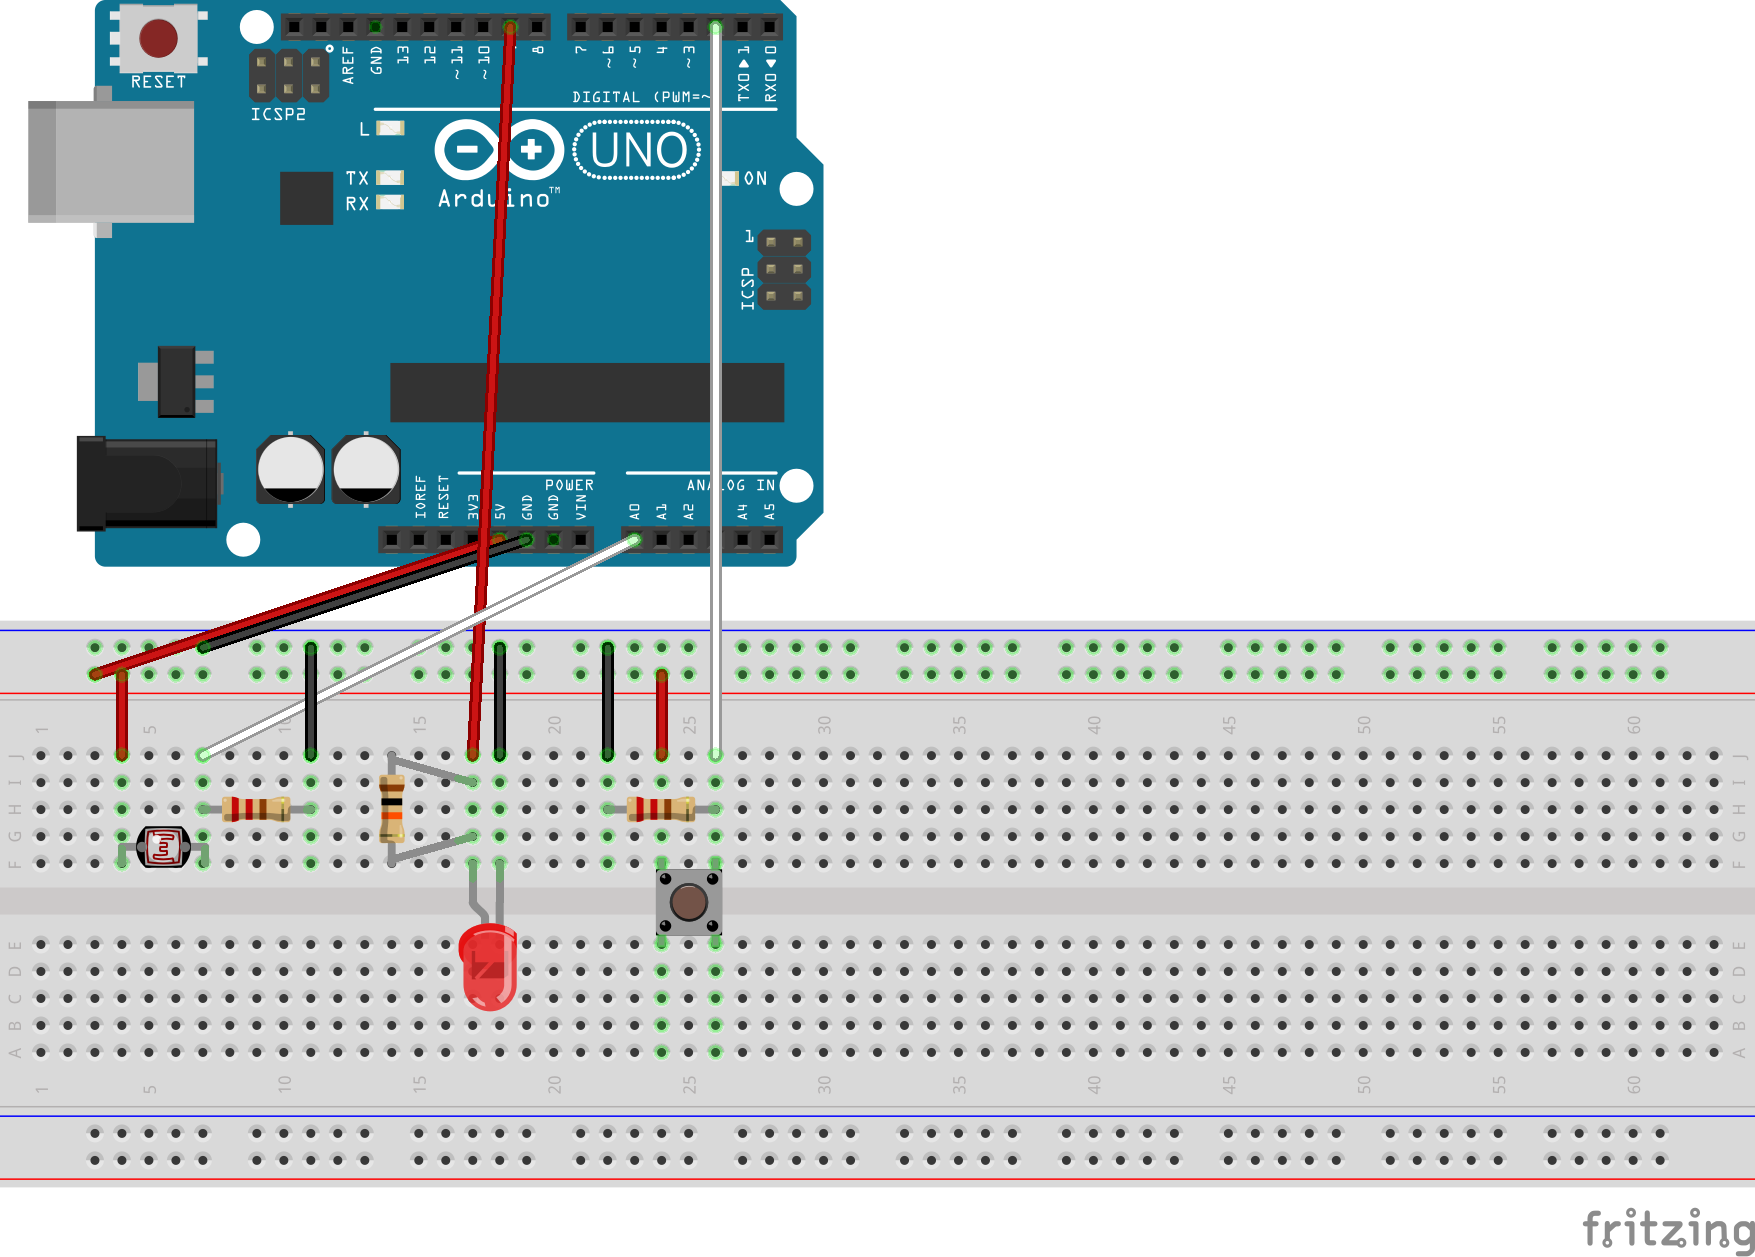 RESET
ICSP2
AREF
GND
13
12
~11
~10
8
7
~6
~5
4
~3
TX0▶1
RX0◀0
DIGITAL (PWM=~
L
TX
RX
Arduino™
UNO
ON
1
ICSP
IOREF
RESET
3V3
5V
GND
GND
VIN
POWER
A0
A1
A2
A4
A5
ANALOG IN
1 5 10 15 20 25 30 35 40 45 50 55 60
J J
I I
H H
G G
F F
E E
D D
C C
B B
A A
1 5 10 15 20 25 30 35 40 45 50 55 60
fritzing